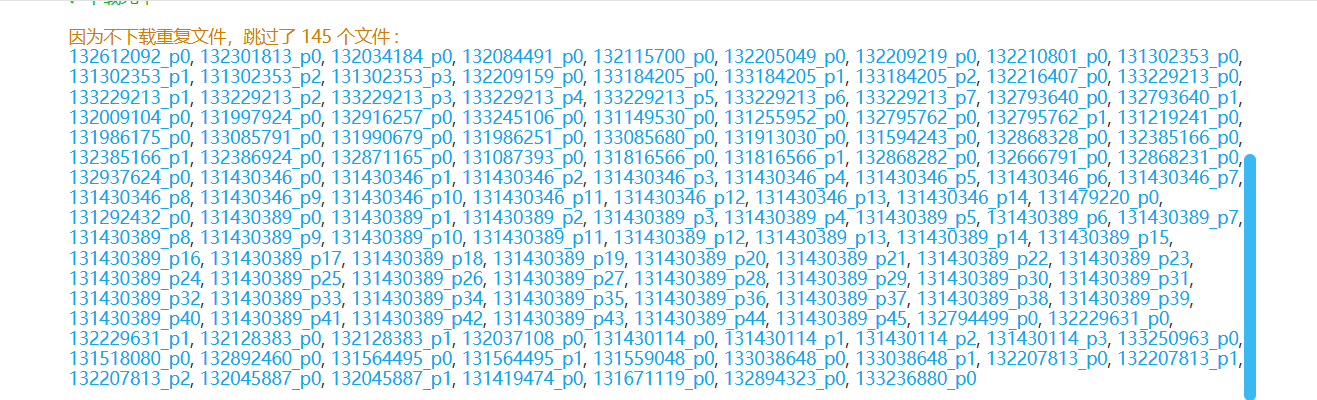 因为不下载重复文件，跳过了 145 个文件：
132612092_p0, 132301813_p0, 132034184_p0, 132084491_p0, 132115700_p0, 132205049_p0, 132209219_p0, 132210801_p0, 131302353_p0,
131302353_p1, 131302353_p2, 131302353_p3, 132209159_p0, 133184205_p0, 133184205_p1, 133184205_p2, 132216407_p0, 133229213_p0,
133229213_p1, 133229213_p2, 133229213_p3, 133229213_p4, 133229213_p5, 133229213_p6, 133229213_p7, 132793640_p0, 132793640_p1,
132009104_p0, 131997924_p0, 132916257_p0, 133245106_p0, 131149530_p0, 131255952_p0, 132795762_p0, 132795762_p1, 131219241_p0,
131986175_p0, 133085791_p0, 131990679_p0, 131986251_p0, 133085680_p0, 131913030_p0, 131594243_p0, 132868328_p0, 132385166_p0,
132385166_p1, 132386924_p0, 132871165_p0, 131087393_p0, 131816566_p0, 131816566_p1, 132868282_p0, 132666791_p0, 132868231_p0,
132937624_p0, 131430346_p0, 131430346_p1, 131430346_p2, 131430346_p3, 131430346_p4, 131430346_p5, 131430346_p6, 131430346_p7,
131430346_p8, 131430346_p9, 131430346_p10, 131430346_p11, 131430346_p12, 131430346_p13, 131430346_p14, 131479220_p0,
131292432_p0, 131430389_p0, 131430389_p1, 131430389_p2, 131430389_p3, 131430389_p4, 131430389_p5, 131430389_p6, 131430389_p7,
131430389_p8, 131430389_p9, 131430389_p10, 131430389_p11, 131430389_p12, 131430389_p13, 131430389_p14, 131430389_p15,
131430389_p16, 131430389_p17, 131430389_p18, 131430389_p19, 131430389_p20, 131430389_p21, 131430389_p22, 131430389_p23,
131430389_p24, 131430389_p25, 131430389_p26, 131430389_p27, 131430389_p28, 131430389_p29, 131430389_p30, 131430389_p31,
131430389_p32, 131430389_p33, 131430389_p34, 131430389_p35, 131430389_p36, 131430389_p37, 131430389_p38, 131430389_p39,
131430389_p40, 131430389_p41, 131430389_p42, 131430389_p43, 131430389_p44, 131430389_p45, 132794499_p0, 132229631_p0,
132229631_p1, 132128383_p0, 132128383_p1, 132037108_p0, 131430114_p0, 131430114_p1, 131430114_p2, 131430114_p3, 133250963_p0,
131518080_p0, 132892460_p0, 131564495_p0, 131564495_p1, 131559048_p0, 133038648_p0, 133038648_p1, 132207813_p0, 132207813_p1,
132207813_p2, 132045887_p0, 132045887_p1, 131419474_p0, 131671119_p0, 132894323_p0, 133236880_p0